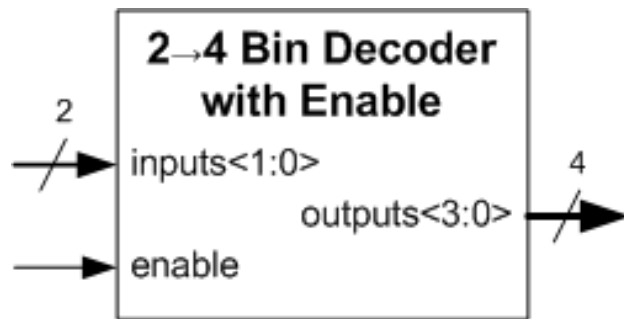 2→4 Bin Decoder
with Enable
2
inputs<1:0>
4
outputs<3:0>
enable